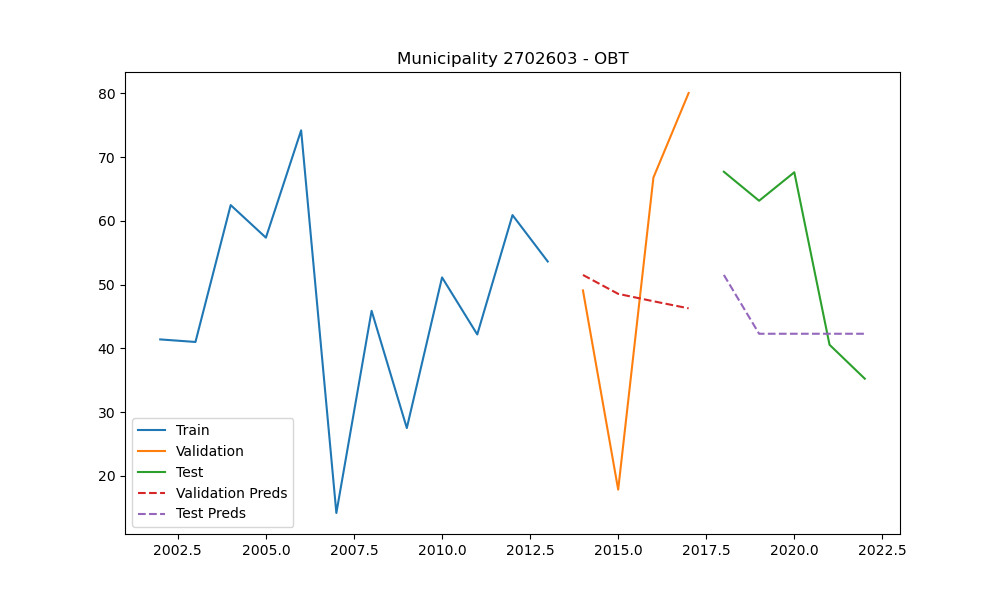 Municipality 2702603 - OBT
80
70
60
50
40
30
20
Train
Validation
Test
Validation Preds
Test Preds
2002.5 2005.0 2007.5 2010.0 2012.5 2015.0 2017.5 2020.0 2022.5